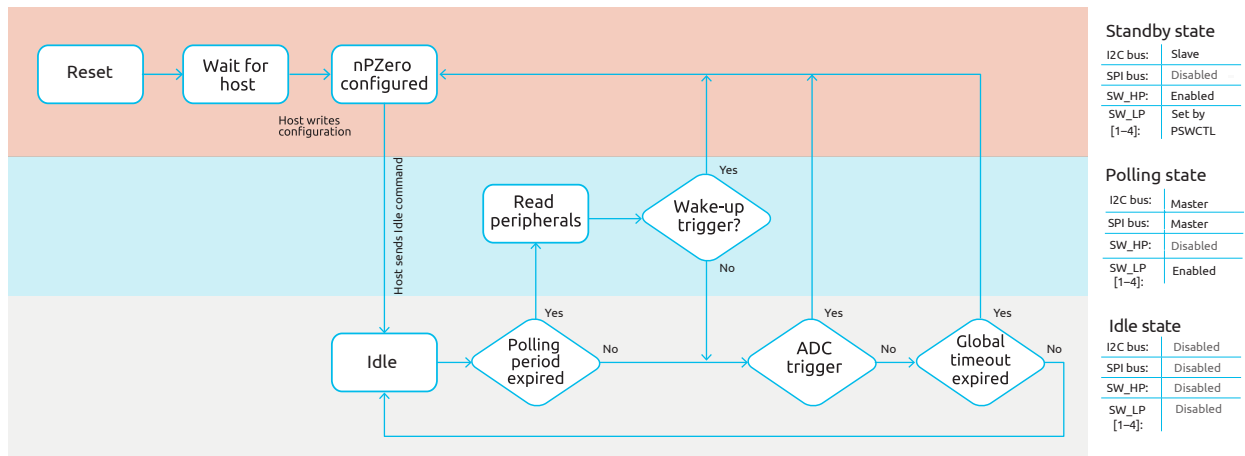 Reset
Wait for
host
nPZero
configured
Host writes
configuration
Host sends Idle command
Read
peripherals
Wake-up
trigger?
Yes
No
Idle
Polling
period
expired
Yes
No
ADC
trigger
Yes
No
Global
timeout
expired
Yes
No
Standby state
I2C bus: Slave
SPI bus: Disabled
SW_HP: Enabled
SW_LP Set by
[1–4]: PSWCTL
Polling state
I2C bus: Master
SPI bus: Master
SW_HP: Disabled
SW_LP Enabled
[1–4]:
Idle state
I2C bus: Disabled
SPI bus: Disabled
SW_HP: Disabled
SW_LP Disabled
[1–4]: